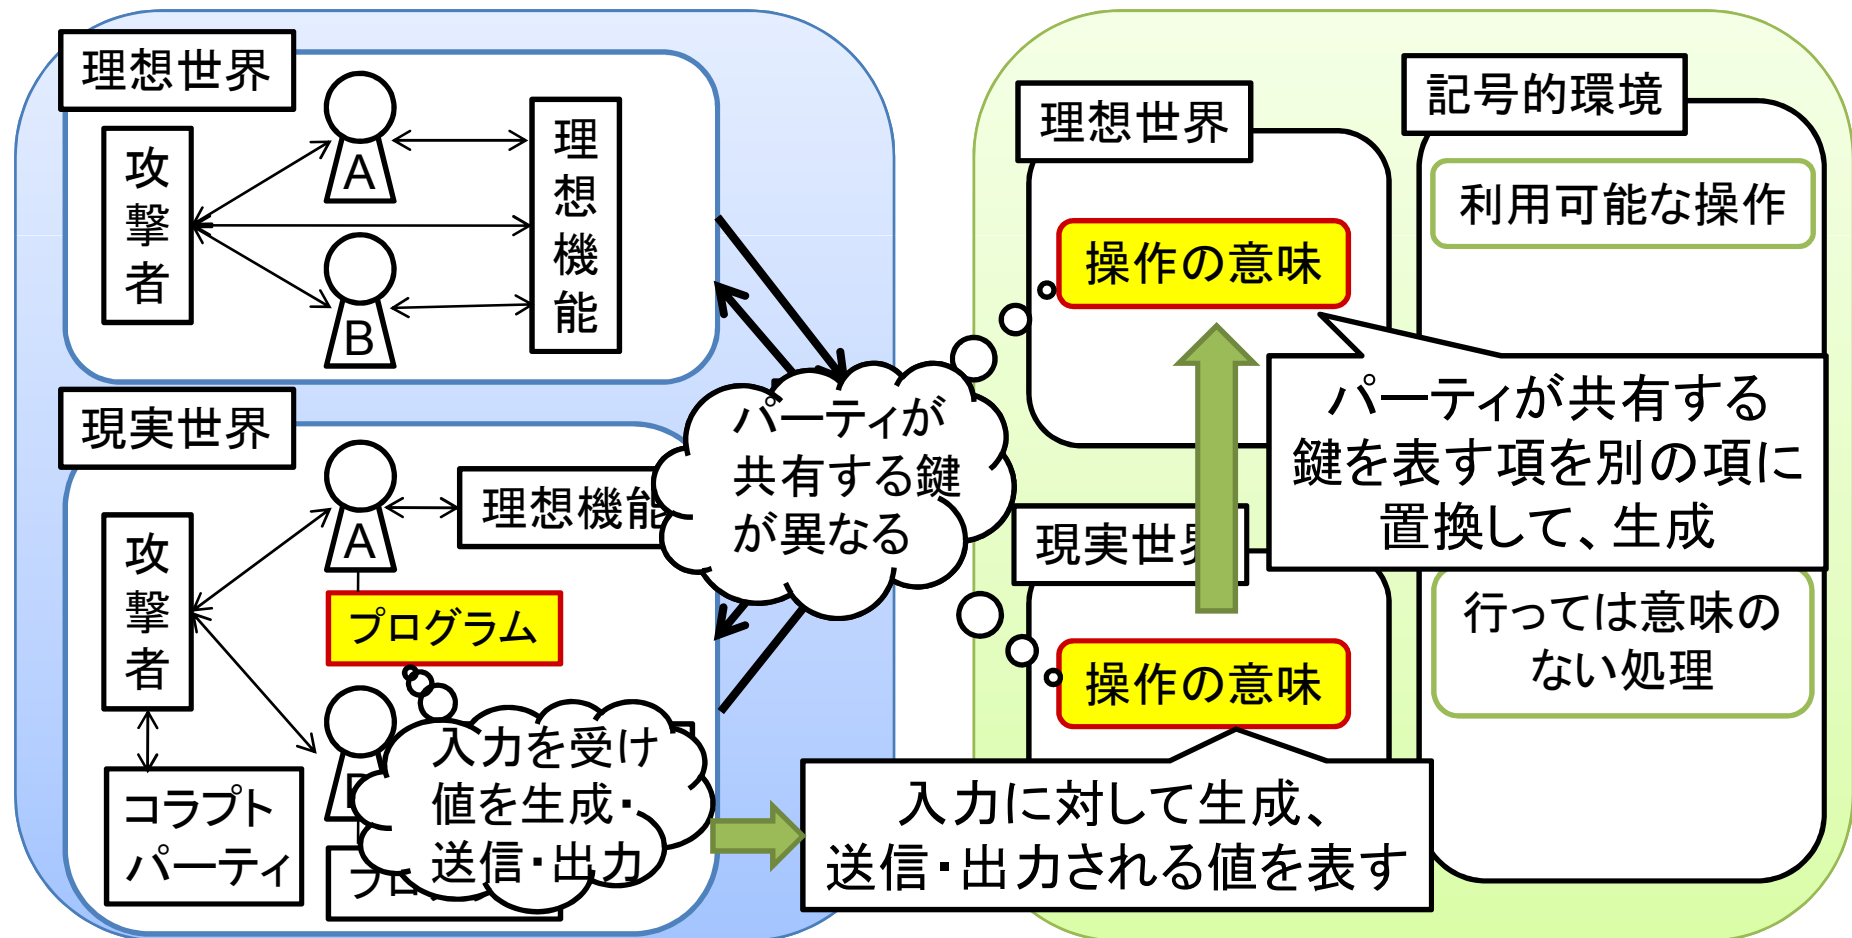 理想世界
攻
撃
者
A
B
理
想
機
能
現実世界
攻
撃
者
A
理想機能
プログラム
コラプト
パーティ
入力を受け
値を生成・
送信・出力
パーティが
共有する鍵
が異なる
理想世界
操作の意味
現実世界
操作の意味
記号的環境
利用可能な操作
パーティが共有する
鍵を表す項を別の項に
置換して、生成
行っては意味の
ない処理
入力に対して生成、
送信・出力される値を表す